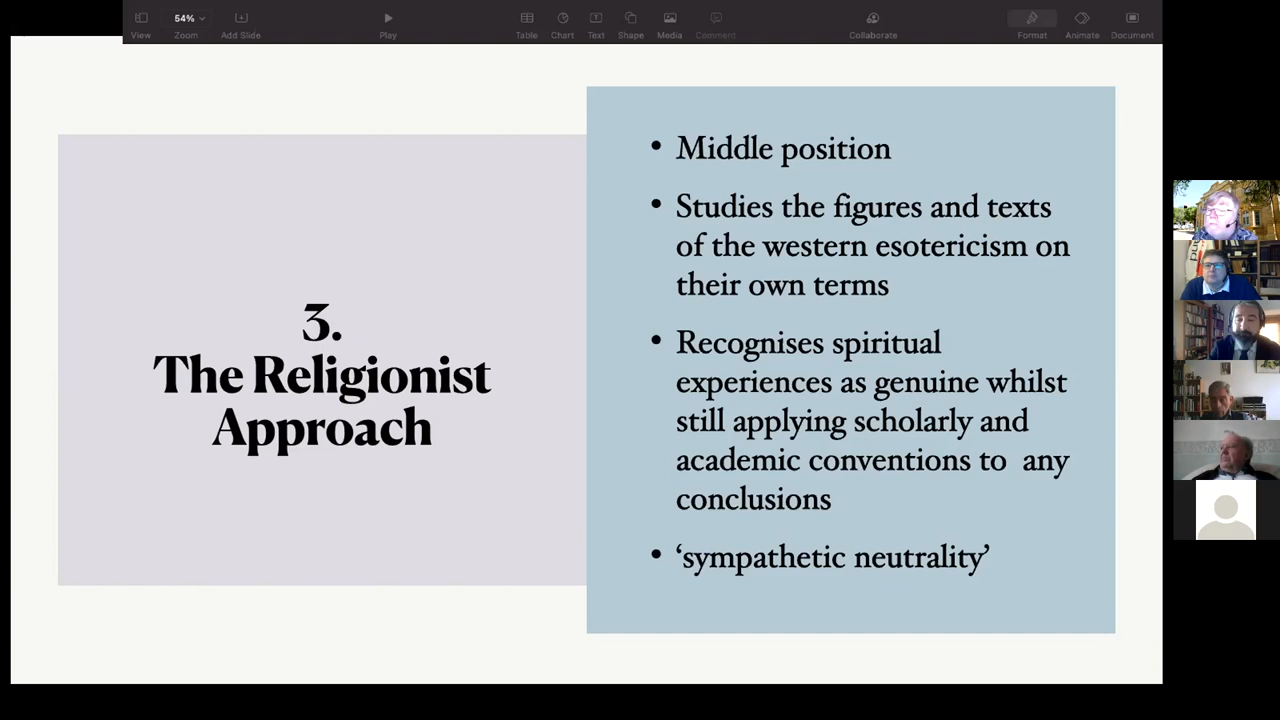 54%
View
Zoom
Add Slide
Play
Table
Chart
Text
Shape
Media
Comment
Collaborate
Format
Animate
Document
3.
The Religionist
Approach
• Middle position
• Studies the figures and texts
of the western esotericism on
their own terms
• Recognises spiritual
experiences as genuine whilst
still applying scholarly and
academic conventions to any
conclusions
• ‘sympathetic neutrality’